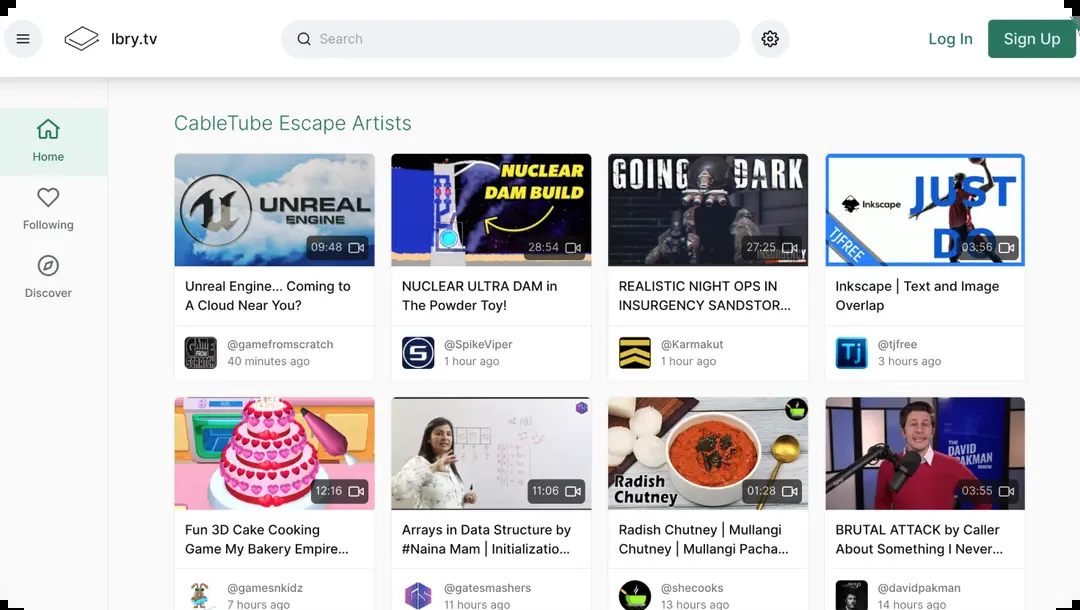 lbry.tv
Search
Log In
Sign Up
Home
Following
Discover
CableTube Escape Artists
UNREAL
ENGINE
09:48
Unreal Engine... Coming to
A Cloud Near You?
@gamefromscratch
40 minutes ago
NUCLEAR
DAM BUILD
28:54
NUCLEAR ULTRA DAM in
The Powder Toy!
@SpikeViper
1 hour ago
GOING DARK
27:25
REALISTIC NIGHT OPS IN
INSURGENCY SANDSTOR...
@Karmakut
1 hour ago
Inkscape
JUST
DO
TJFREE
03:56
Inkscape | Text and Image
Overlap
Tj
@tjfree
3 hours ago
12:16
Fun 3D Cake Cooking
Game My Bakery Empire...
@gamesnkidz
7 hours ago
11:06
Arrays in Data Structure by
#Naina Mam | Initializatio...
@gatesmashers
11 hours ago
Radish
Chutney
01:28
Radish Chutney | Mullangi
Chutney | Mullangi Pacha...
@shecooks
13 hours ago
THE
DAVID
PAKMAN
SHOW
03:55
BRUTAL ATTACK by Caller
About Something I Never...
@davidpakman
14 hours ago